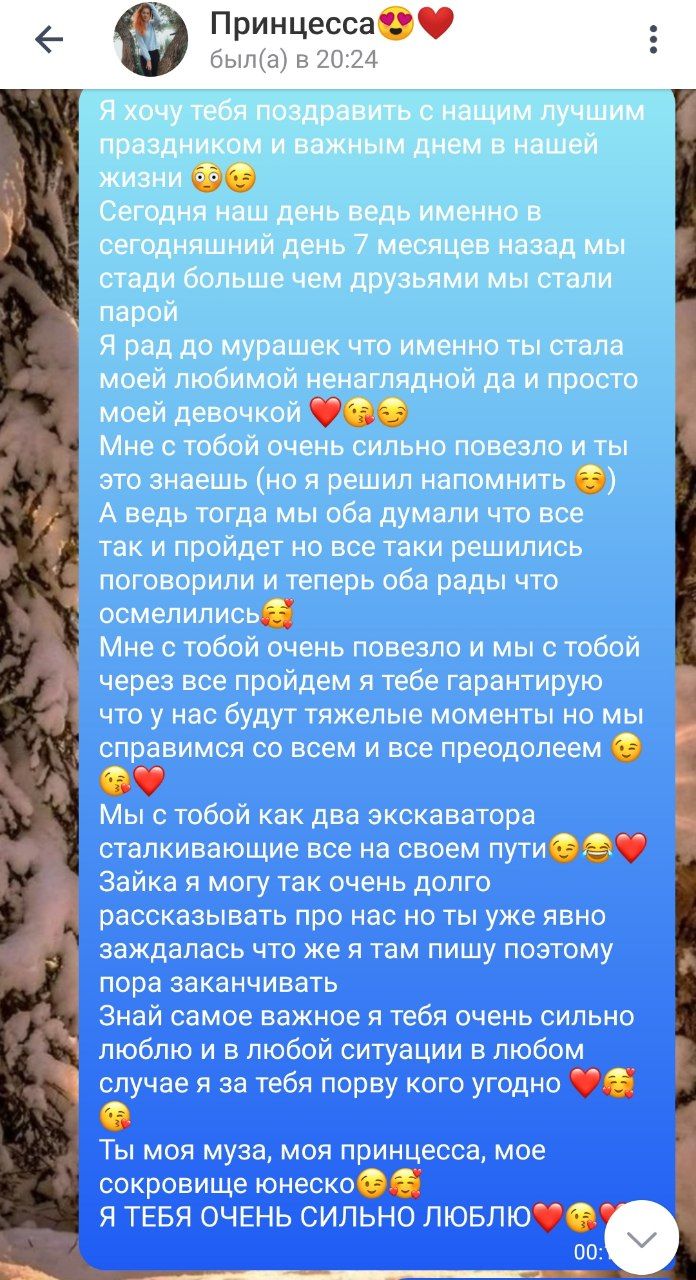 Принцесса😍❤️
был(а) в 20:24
Я хочу тебя поздравить с нащим лучшим
праздником и важным днем в нашей
жизни 😳😉
Сегодня наш день ведь именно в
сегодняшний день 7 месяцев назад мы
стади больше чем друзьями мы стали
парой
Я рад до мурашек что именно ты стала
моей любимой ненаглядной да и просто
моей девочкой ❤️😘😏
Мне с тобой очень сильно повезло и ты
это знаешь (но я решил напомнить ☺️)
А ведь тогда мы оба думали что все
так и пройдет но все таки решились
поговорили и теперь оба рады что
осмелились🥰
Мне с тобой очень повезло и мы с тобой
через все пройдем я тебе гарантирую
что у нас будут тяжелые моменты но мы
справимся со всем и все преодолеем 😉
😘❤️
Мы с тобой как два экскаватора
сталкивающие все на своем пути😉😂❤️
Зайка я могу так очень долго
рассказывать про нас но ты уже явно
заждалась что же я там пишу поэтому
пора заканчивать
Знай самое важное я тебя очень сильно
люблю и в любой ситуации в любом
случае я за тебя порву кого угодно ❤️🥰
😘
Ты моя муза, моя принцесса, мое
сокровище юнеско😉🥰
Я ТЕБЯ ОЧЕНЬ СИЛЬНО ЛЮБЛЮ❤️😘❤️